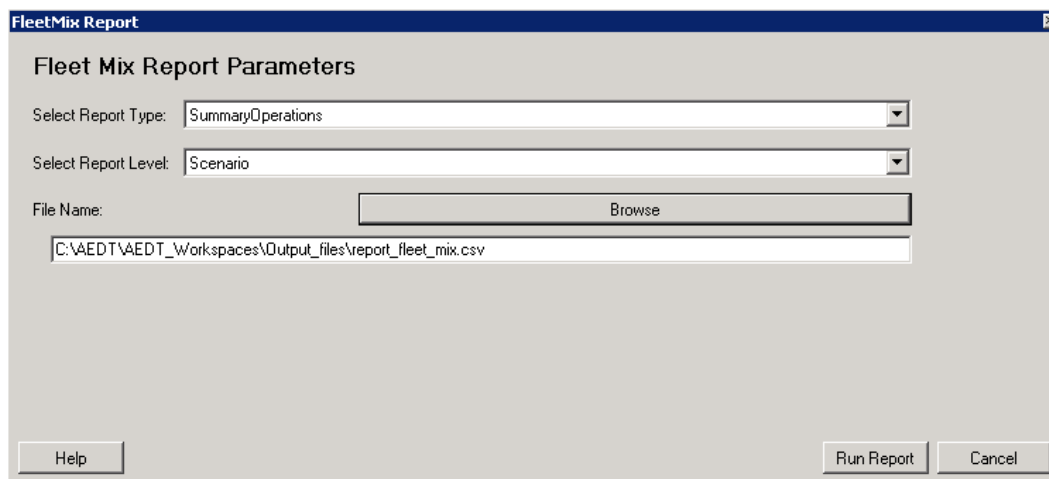 FleetMix Report
Fleet Mix Report Parameters
Select Report Type: SummaryOperations
Select Report Level: Scenario
File Name: Browse
C:\AEDT\AEDT_Workspaces\Output_files\report_fleet_mix.csv
Help Run Report Cancel